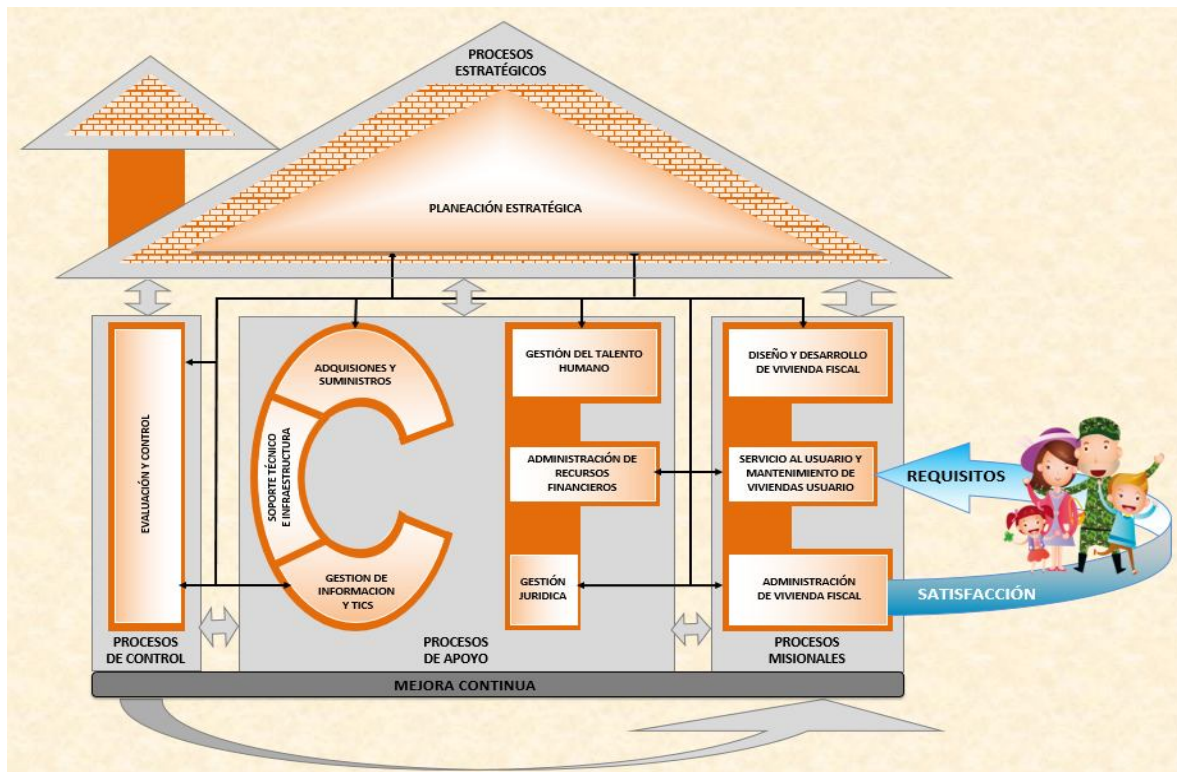 PROCESOS
ESTRATÉGICOS
PLANEACIÓN ESTRATÉGICA
EVALUACIÓN Y CONTROL
PROCESOS
DE CONTROL
ADQUISIONES Y
SUMINISTROS
SOPORTE TÉCNICO
E INFRAESTRUCTURA
GESTION DE
INFORMACION
Y TICS
GESTIÓN DEL TALENTO
HUMANO
ADMINISTRACIÓN DE
RECURSOS
FINANCIEROS
GESTIÓN
JURIDICA
PROCESOS
DE APOYO
DISEÑO Y DESARROLLO
DE VIVIENDA FISCAL
SERVICIO AL USUARIO Y
MANTENIMIENTO DE
VIVIENDAS USUARIO
ADMINISTRACIÓN
DE VIVIENDA FISCAL
PROCESOS
MISIONALES
REQUISITOS
SATISFACCIÓN
MEJORA CONTINUA